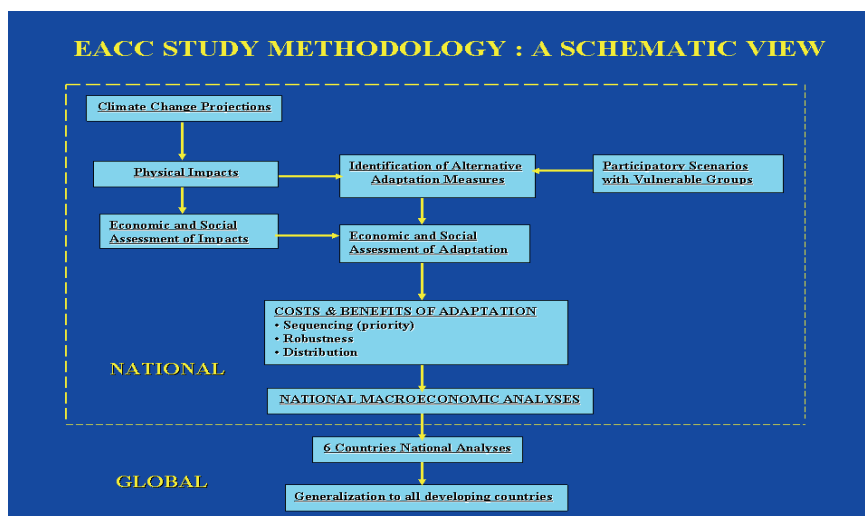 EACC STUDY METHODOLOGY : A SCHEMATIC VIEW
Climate Change Projections
Physical Impacts
Identification of Alternative
Adaptation Measures
Participatory Scenarios
with Vulnerable Groups
Economic and Social
Assessment of Impacts
Economic and Social
Assessment of Adaptation
COSTS & BENEFITS OF ADAPTATION
• Sequencing (priority)
• Robustness
• Distribution
NATIONAL
NATIONAL MACROECONOMIC ANALYSES
6 Countries National Analyses
GLOBAL
Generalization to all developing countries